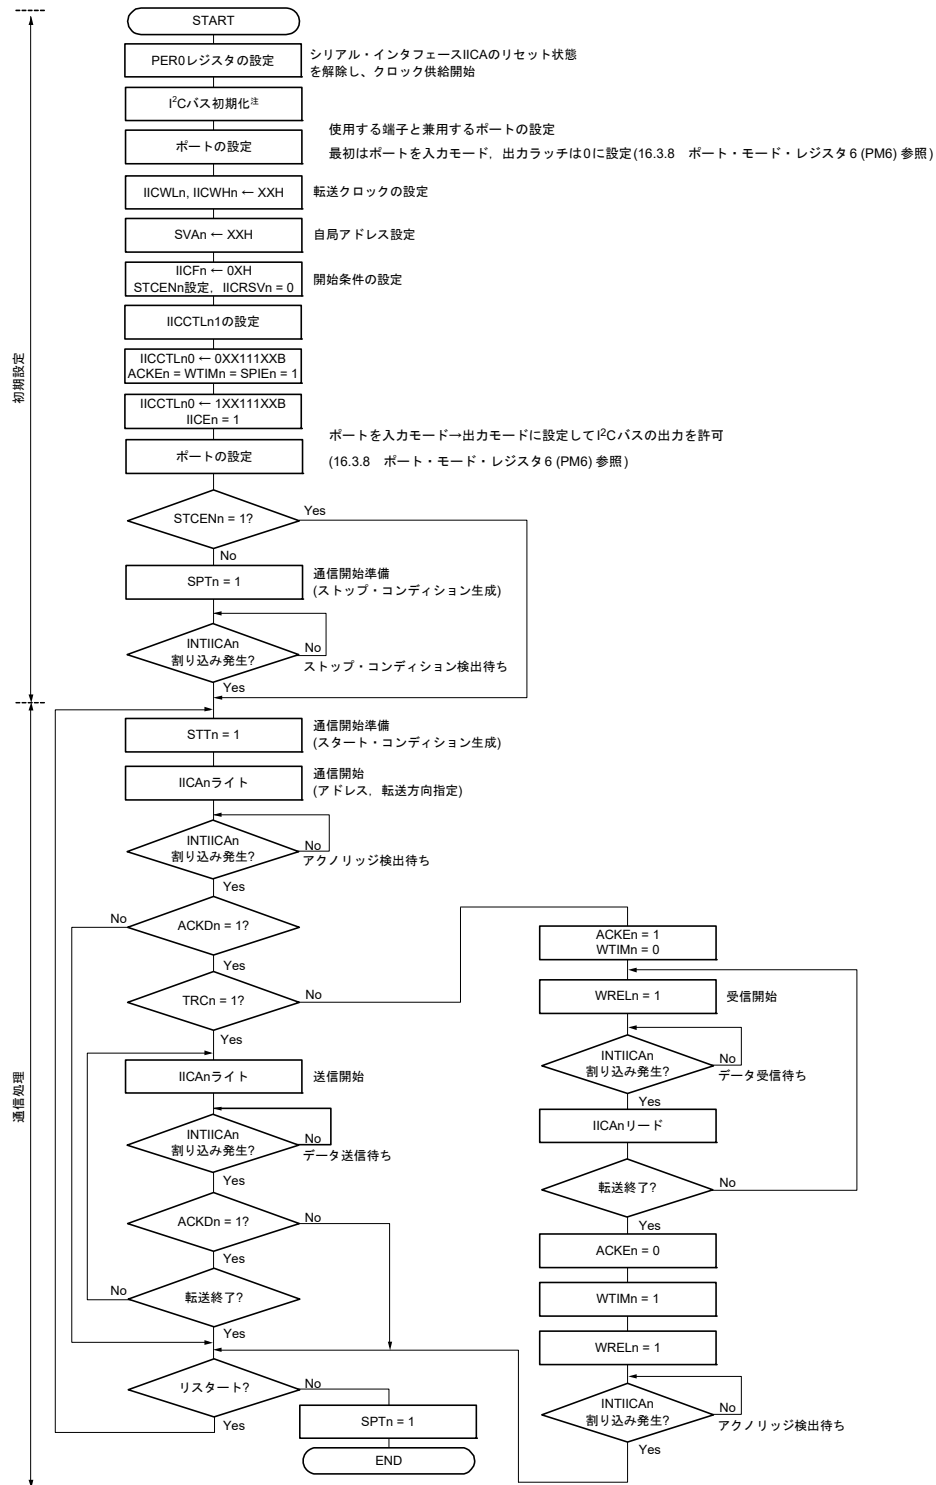 START
PER0レジスタの設定
シリアル・インタフェースIICAのリセット状態
を解除し、クロック供給開始
I²Cバス初期化注
使用する端子と兼用するポートの設定
ポートの設定
最初はポートを入力モード，出力ラッチは0に設定(16.3.8 ポート・モード・レジスタ6 (PM6) 参照)
IICWLn, IICWHn ← XXH
転送クロックの設定
SVAn ← XXH
自局アドレス設定
IICFn ← 0XH
STCENn設定，IICRSVn = 0
開始条件の設定
IICCTLn1の設定
初期設定
IICCTLn0 ← 0XX111XXB
ACKEn = WTIMn = SPIEn = 1
IICCTLn0 ← 1XX111XXB
IICEn = 1
ポートの設定
ポートを入力モード→出力モードに設定してI²Cバスの出力を許可
(16.3.8 ポート・モード・レジスタ6 (PM6) 参照)
STCENn = 1?
Yes
No
SPTn = 1
通信開始準備
(ストップ・コンディション生成)
INTIICAn
割り込み発生?
No
ストップ・コンディション検出待ち
Yes
STTn = 1
通信開始準備
(スタート・コンディション生成)
IICAnライト
通信開始
(アドレス，転送方向指定)
INTIICAn
割り込み発生?
No
アクノリッジ検出待ち
Yes
ACKDn = 1?
No
Yes
TRCn = 1?
No
Yes
通信処理
IICAnライト
送信開始
INTIICAn
割り込み発生?
No
データ送信待ち
Yes
ACKDn = 1?
No
Yes
転送終了?
No
Yes
リスタート?
No
Yes
SPTn = 1
END
ACKEn = 1
WTIMn = 0
WRELn = 1
受信開始
INTIICAn
割り込み発生?
No
データ受信待ち
Yes
IICAnリード
転送終了?
No
Yes
ACKEn = 0
WTIMn = 1
WRELn = 1
INTIICAn
割り込み発生?
No
アクノリッジ検出待ち
Yes